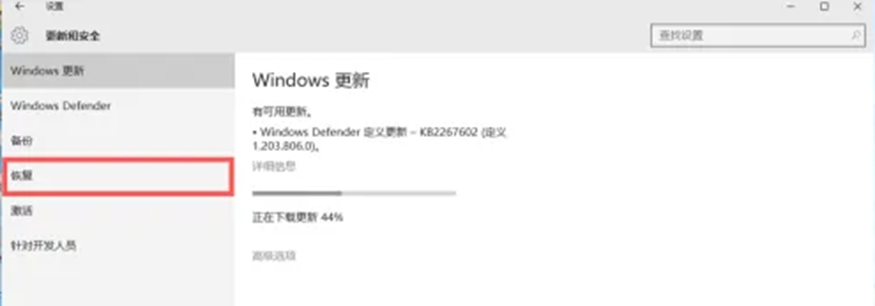 设置
更新和安全
查找设置
Windows 更新
Windows Defender
备份
恢复
激活
针对开发人员
Windows 更新
有可用更新。
• Windows Defender 定义更新 – KB2267602 (定义
1.203.806.0)。
详细信息
正在下载更新 44%
高级选项